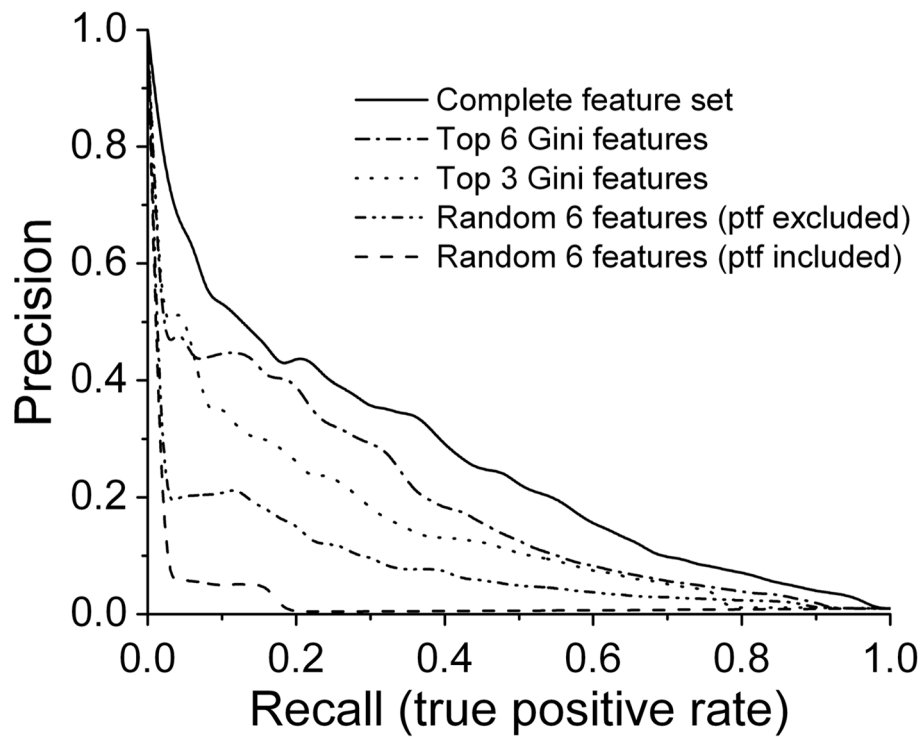 1.0
0.8
0.6
0.4
0.2
0.0
Precision
Complete feature set
Top 6 Gini features
Top 3 Gini features
Random 6 features (ptf excluded)
Random 6 features (ptf included)
0.0 0.2 0.4 0.6 0.8 1.0
Recall (true positive rate)